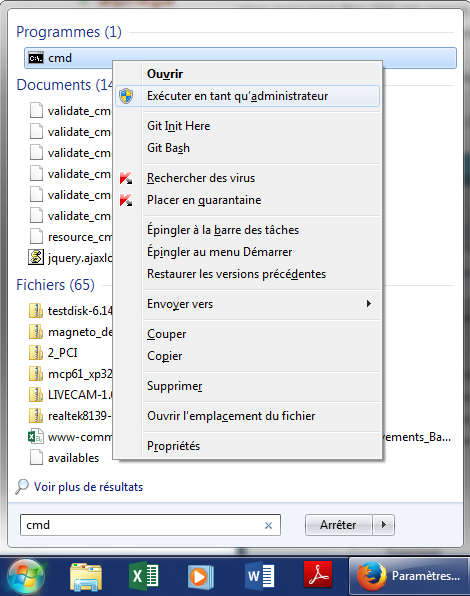 Programmes (1)
cmd
Ouvrir
Exécuter en tant qu'administrateur
Git Init Here
Git Bash
Rechercher des virus
Placer en quarantaine
Épingler à la barre des tâches
Épingler au menu Démarrer
Restaurer les versions précédentes
Envoyer vers
Couper
Copier
Supprimer
Ouvrir l'emplacement du fichier
Propriétés
Documents (14
validate_cm
validate_cm
validate_cm
validate_cm
validate_cm
validate_cm
resource_cm
jquery.ajaxlo
Fichiers (65)
testdisk-6.14
magneto_de
2_PCI
mcp61_xp32
LIVECAM-1.0
realtek8139-
www-comm
vements_Ba...
availables
Voir plus de résultats
cmd
Arrêter
Paramètres...